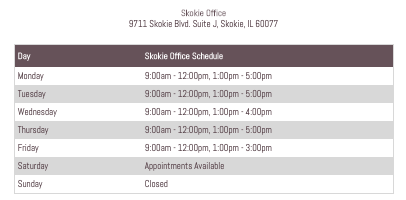 Skokie Office
9711 Skokie Blvd. Suite J, Skokie, IL 60077
Day Skokie Office Schedule
Monday 9:00am - 12:00pm, 1:00pm - 5:00pm
Tuesday 9:00am - 12:00pm, 1:00pm - 5:00pm
Wednesday 9:00am - 12:00pm, 1:00pm - 4:00pm
Thursday 9:00am - 12:00pm, 1:00pm - 5:00pm
Friday 9:00am - 12:00pm, 1:00pm - 3:00pm
Saturday Appointments Available
Sunday Closed